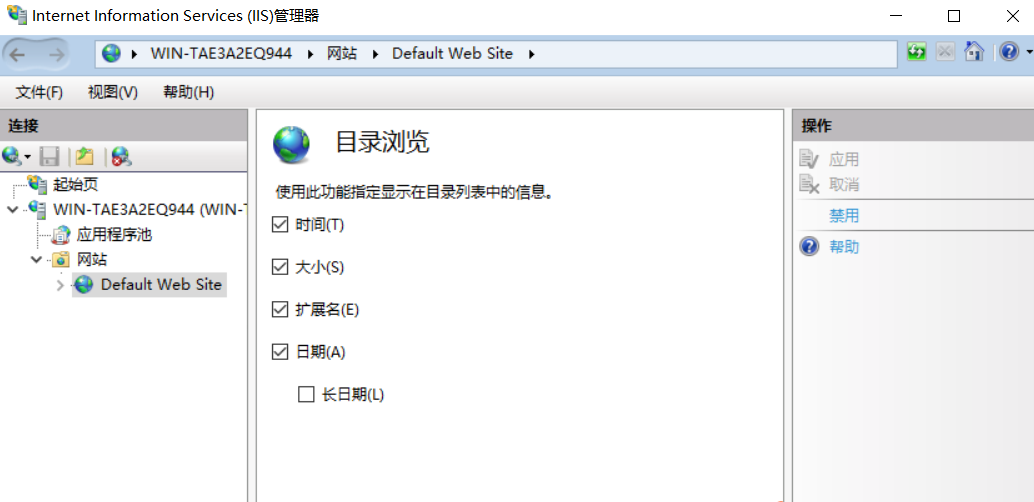 Internet Information Services (IIS)管理器
WIN-TAE3A2EQ944 网站 Default Web Site
文件(F) 视图(V) 帮助(H)
连接
起始页
WIN-TAE3A2EQ944 (WIN-T
应用程序池
网站
Default Web Site
目录浏览
使用此功能指定显示在目录列表中的信息。
时间(T)
大小(S)
扩展名(E)
日期(A)
长日期(L)
操作
应用
取消
禁用
帮助